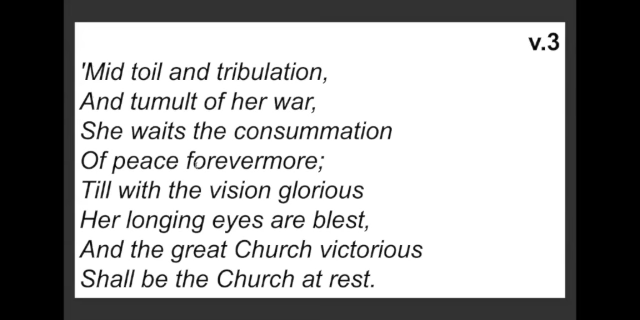 v.3
'Mid toil and tribulation,
And tumult of her war,
She waits the consummation
Of peace forevermore;
Till with the vision glorious
Her longing eyes are blest,
And the great Church victorious
Shall be the Church at rest.